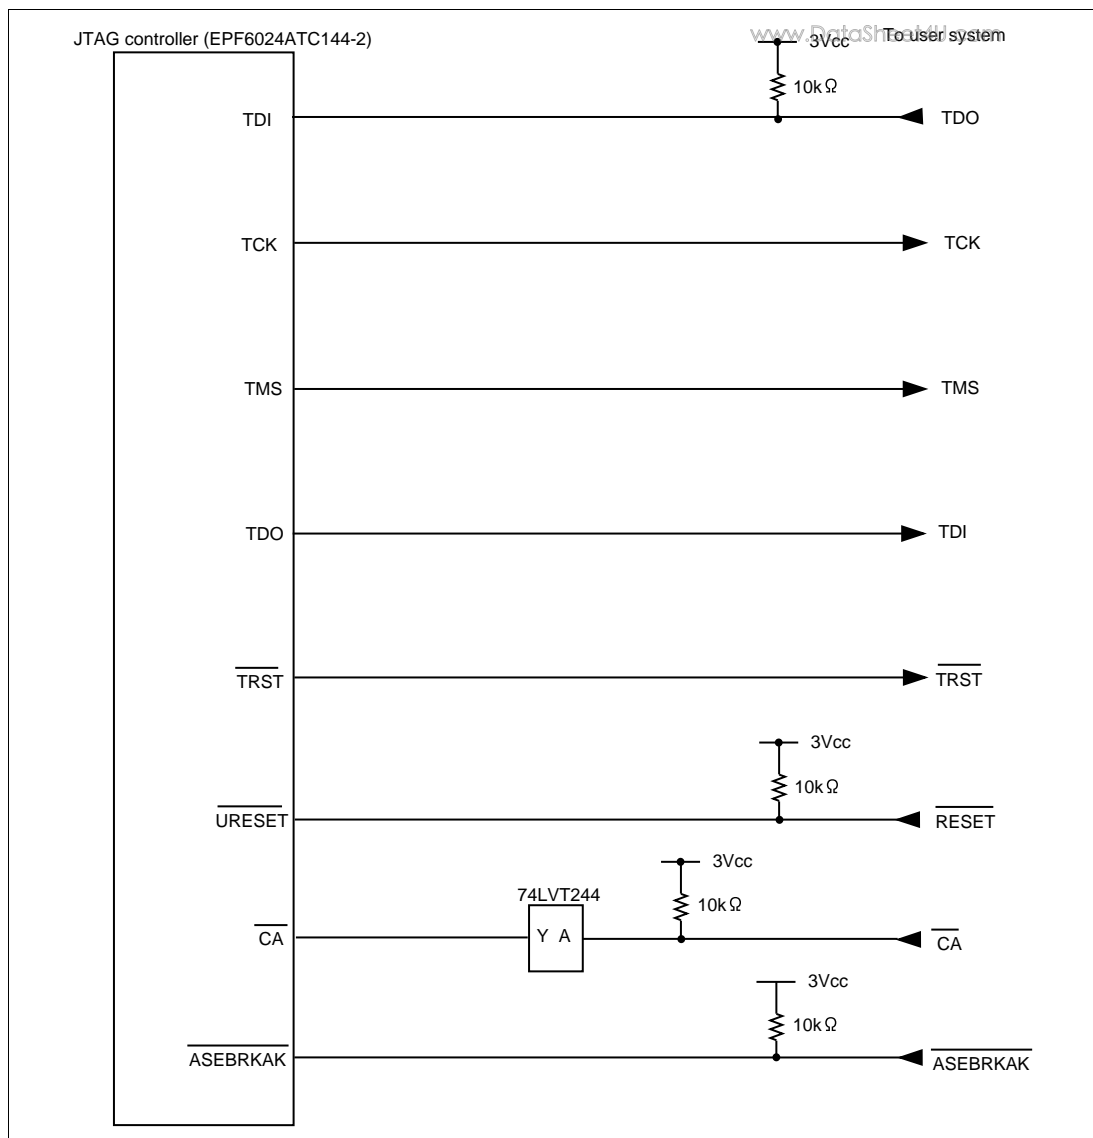 JTAG controller (EPF6024ATC144-2)
www.DataSheet4U.com
To user system
3Vcc
10kΩ
TDI
TDO
TCK
TCK
TMS
TMS
TDO
TDI
TRST
TRST
3Vcc
10kΩ
URESET
RESET
3Vcc
74LVT244
10kΩ
CA
Y A
CA
3Vcc
10kΩ
ASEBRKAK
ASEBRKAK